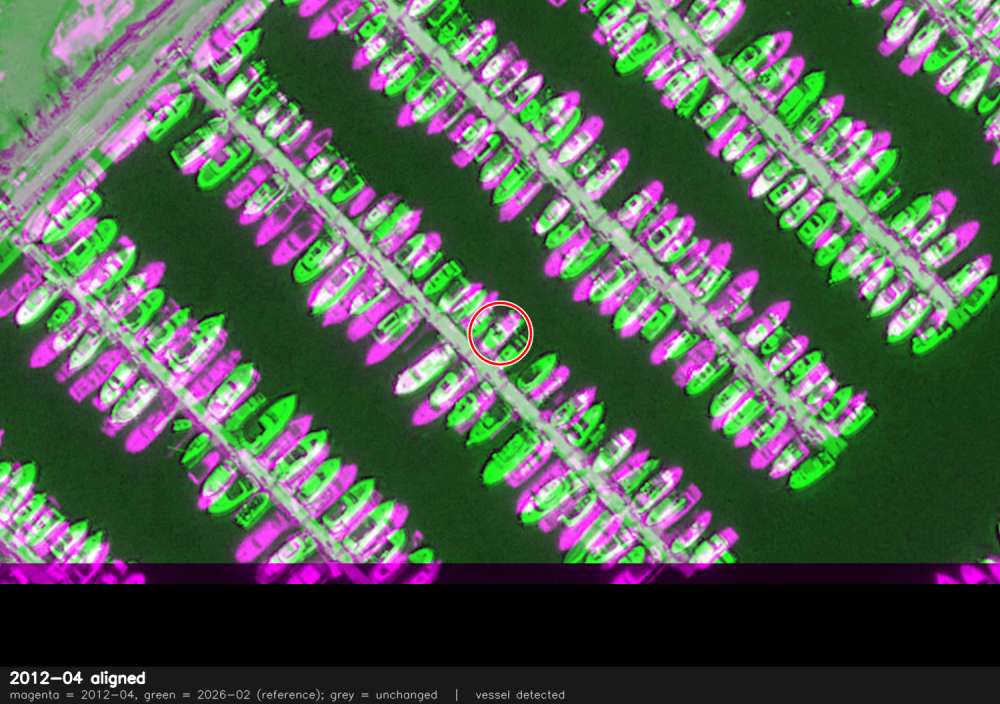 2012-04 aligned
magenta = 2012-04, green = 2026-02 (reference); grey = unchanged | vessel detected